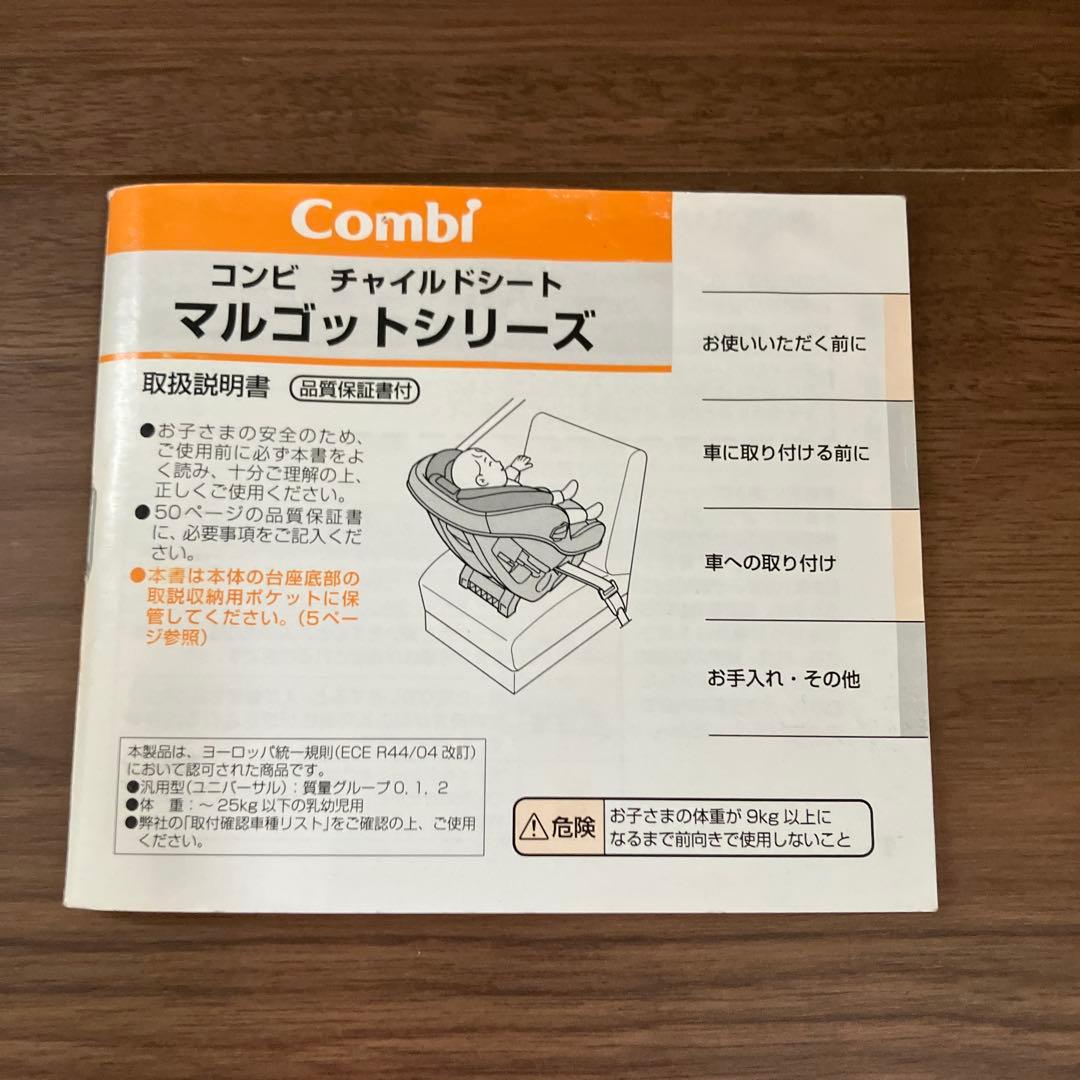 Combi
コンビ　チャイルドシート
マルゴットシリーズ
取扱説明書 品質保証書付
●お子さまの安全のため、
ご使用前に必ず本書をよ
く読み、十分ご理解の上、
正しくご使用ください。
●50ページの品質保証書
に、必要事項をご記入くだ
さい。
●本書は本体の台座底部の
取説収納用ポケットに保
管してください。(5ペー
ジ参照)
本製品は、ヨーロッパ統一規則(ECE R44/04 改訂)
において認可された商品です。
●汎用型(ユニバーサル)：質量グループ0, 1, 2
●体　重：～25kg以下の乳幼児用
●弊社の「取付確認車種リスト」をご確認の上、ご使用
ください。
お使いいただく前に
車に取り付ける前に
車への取り付け
お手入れ・その他
危険
お子さまの体重が 9kg 以上に
なるまで前向きで使用しないこと